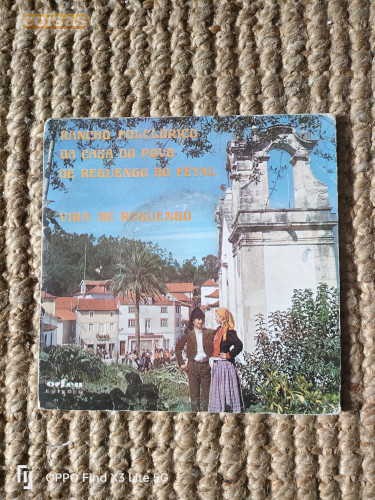 coisas
RANCHO FOLCLÓRICO
DA CASA DO POVO
DE REGUENGO DO FETAL
VIRA DE REGUENGO
orfeu
OPPO Find X3 Lite 5G